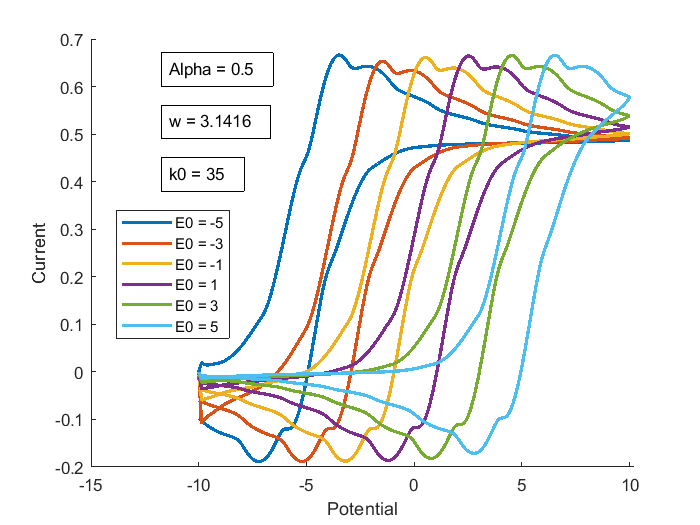 0.7
0.6
0.5
0.4
0.3
0.2
0.1
0
-0.1
-0.2
Current
Alpha = 0.5
w = 3.1416
k0 = 35
E0 = -5
E0 = -3
E0 = -1
E0 = 1
E0 = 3
E0 = 5
-15 -10 -5 0 5 10
Potential